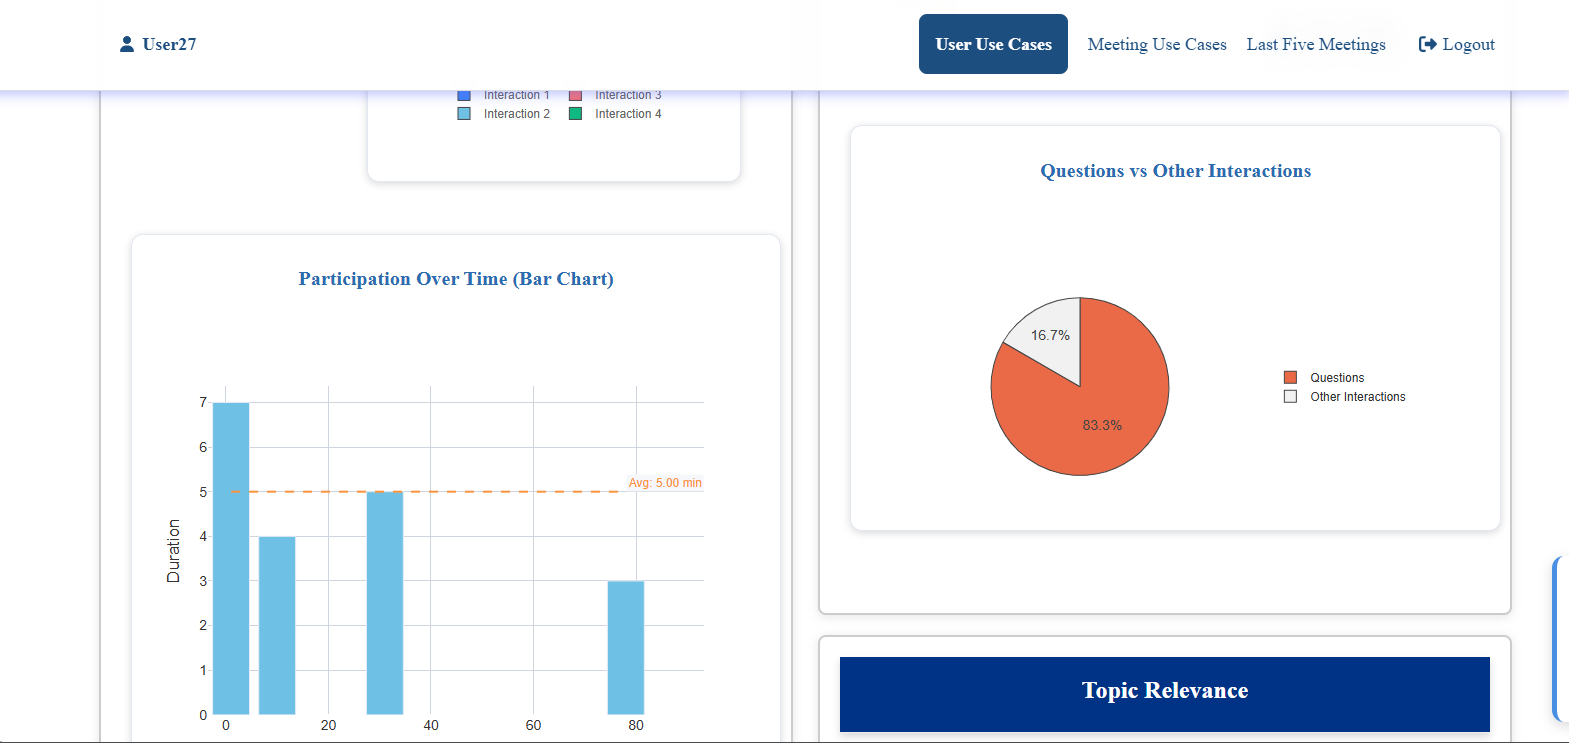 User27
User Use Cases
Meeting Use Cases
Last Five Meetings
Logout
Interaction 1
Interaction 3
Interaction 2
Interaction 4
Participation Over Time (Bar Chart)
7
6
5
4
3
2
1
0
Duration
Avg: 5.00 min
0
20
40
60
80
Questions vs Other Interactions
16.7%
83.3%
Questions
Other Interactions
Topic Relevance